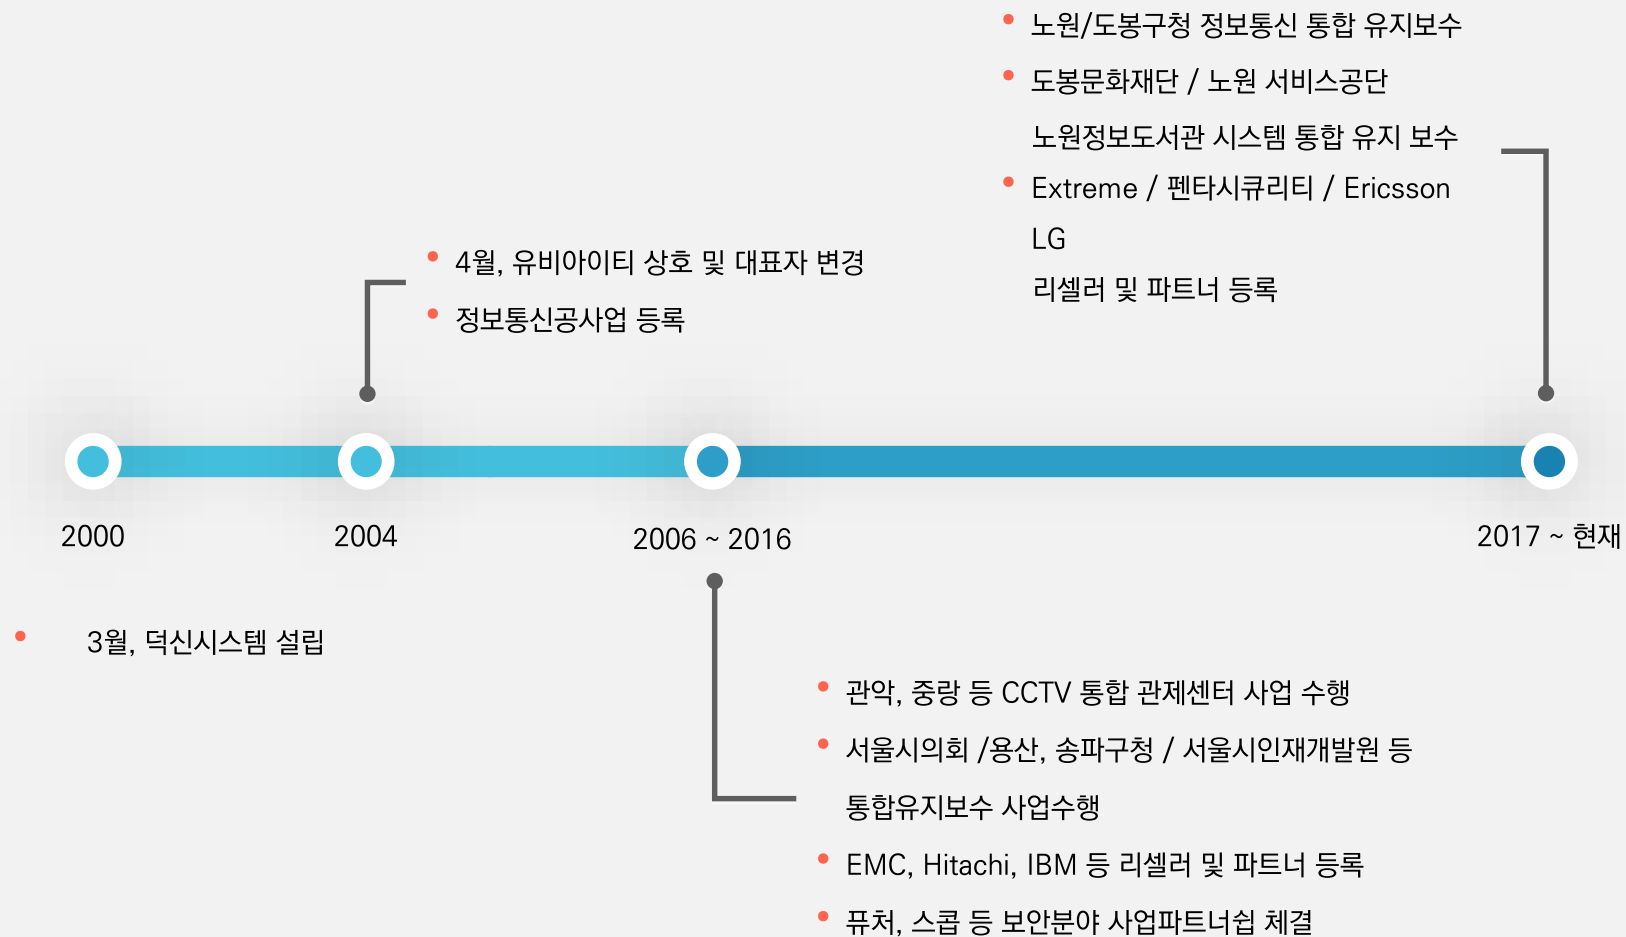 노원/도봉구청 정보통신 통합 유지보수
도봉문화재단 / 노원 서비스공단
노원정보도서관 시스템 통합 유지 보수
Extreme / 펜타시큐리티 / Ericsson
LG
리셀러 및 파트너 등록
4월, 유비아이티 상호 및 대표자 변경
정보통신공사업 등록
2000
2004
2006 ~ 2016
2017 ~ 현재
3월, 덕신시스템 설립
관악, 중랑 등 CCTV 통합 관제센터 사업 수행
서울시의회 /용산, 송파구청 / 서울시인재개발원 등
통합유지보수 사업수행
EMC, Hitachi, IBM 등 리셀러 및 파트너 등록
퓨처, 스콥 등 보안분야 사업파트너쉽 체결